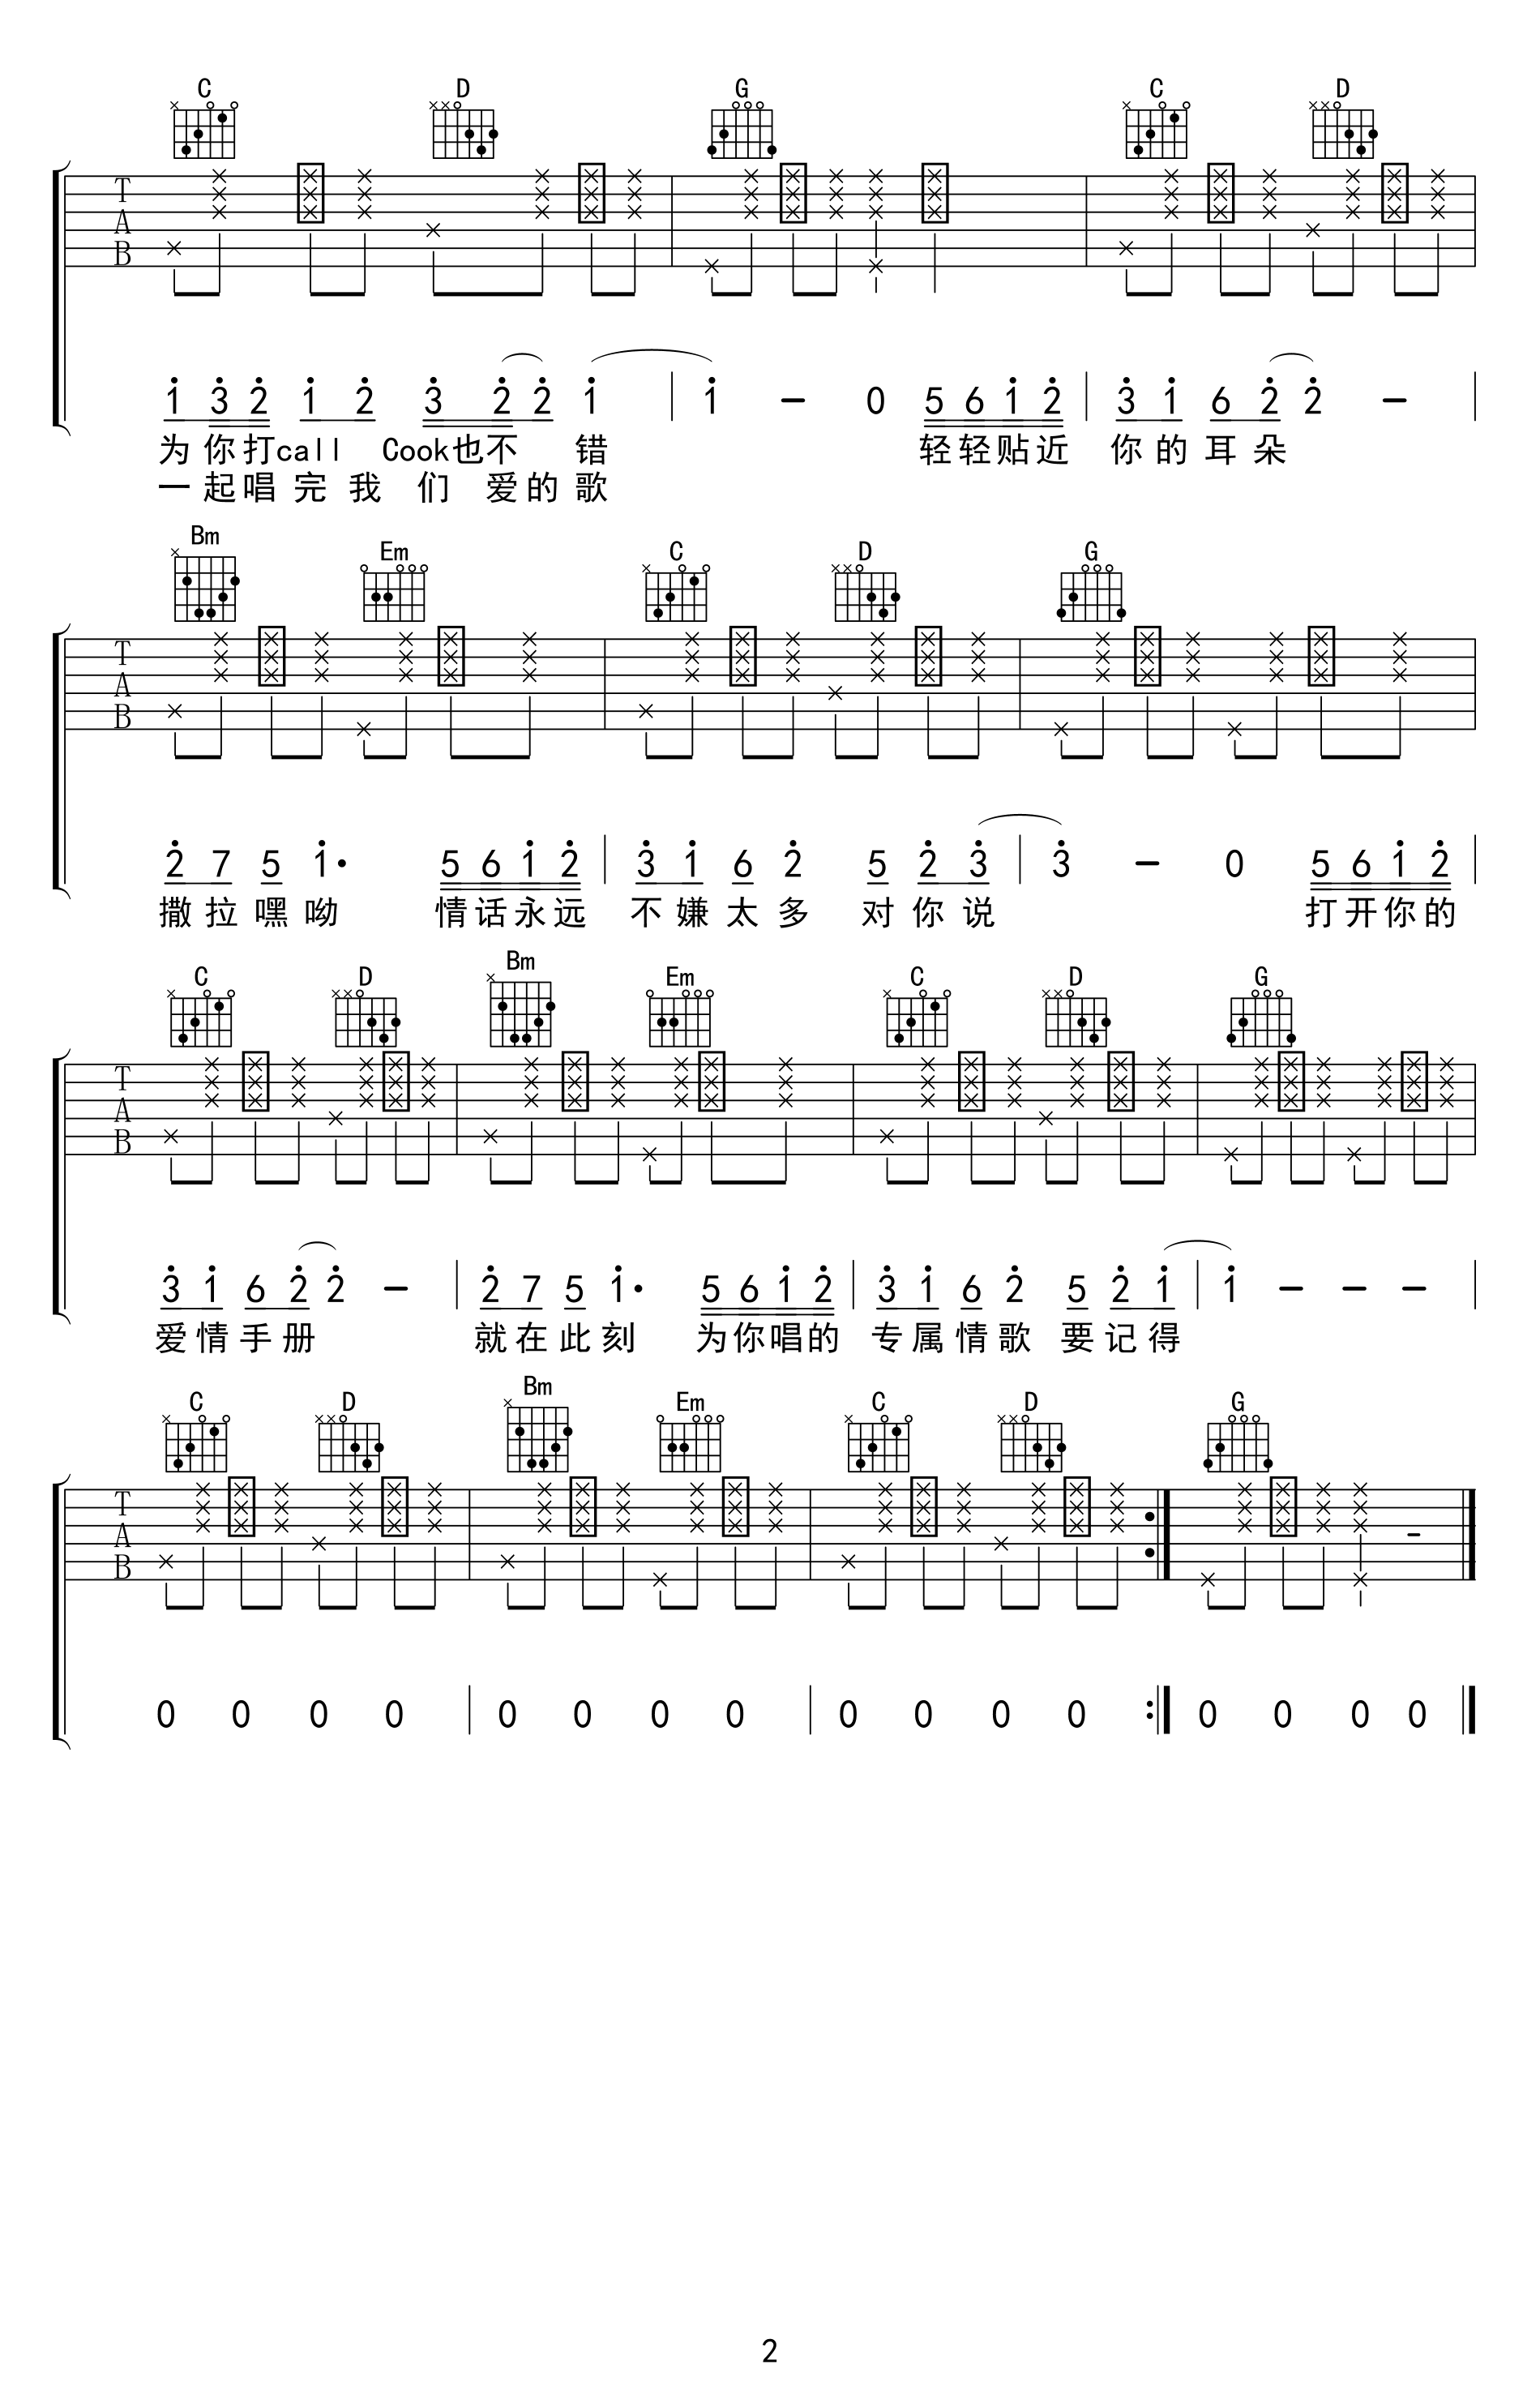 C D G C D
T
A
B
1 3 2 1 2 3 2 2 1 | 1 - 0 5 6 1 2 | 3 1 6 2 2 - |
为你打call Cook也不 错 轻轻贴近 你的耳朵
一起唱完我们 爱的歌
Bm Em C D G
T
A
B
2 7 5 1· 5 6 1 2 | 3 1 6 2 5 2 3 | 3 - 0 5 6 1 2 |
撒拉嘿呦 情话永远 不嫌太多 对你说 打开你的
C D Bm Em C D G
T
A
B
3 1 6 2 2 - | 2 7 5 1· 5 6 1 2 | 3 1 6 2 5 2 1 | 1 - - - |
爱情手册 就在此刻 为你唱的 专属情歌 要记得
C D Bm Em C D G
T
A
B
0 0 0 0 | 0 0 0 0 | 0 0 0 0 :| 0 0 0 0 |
2